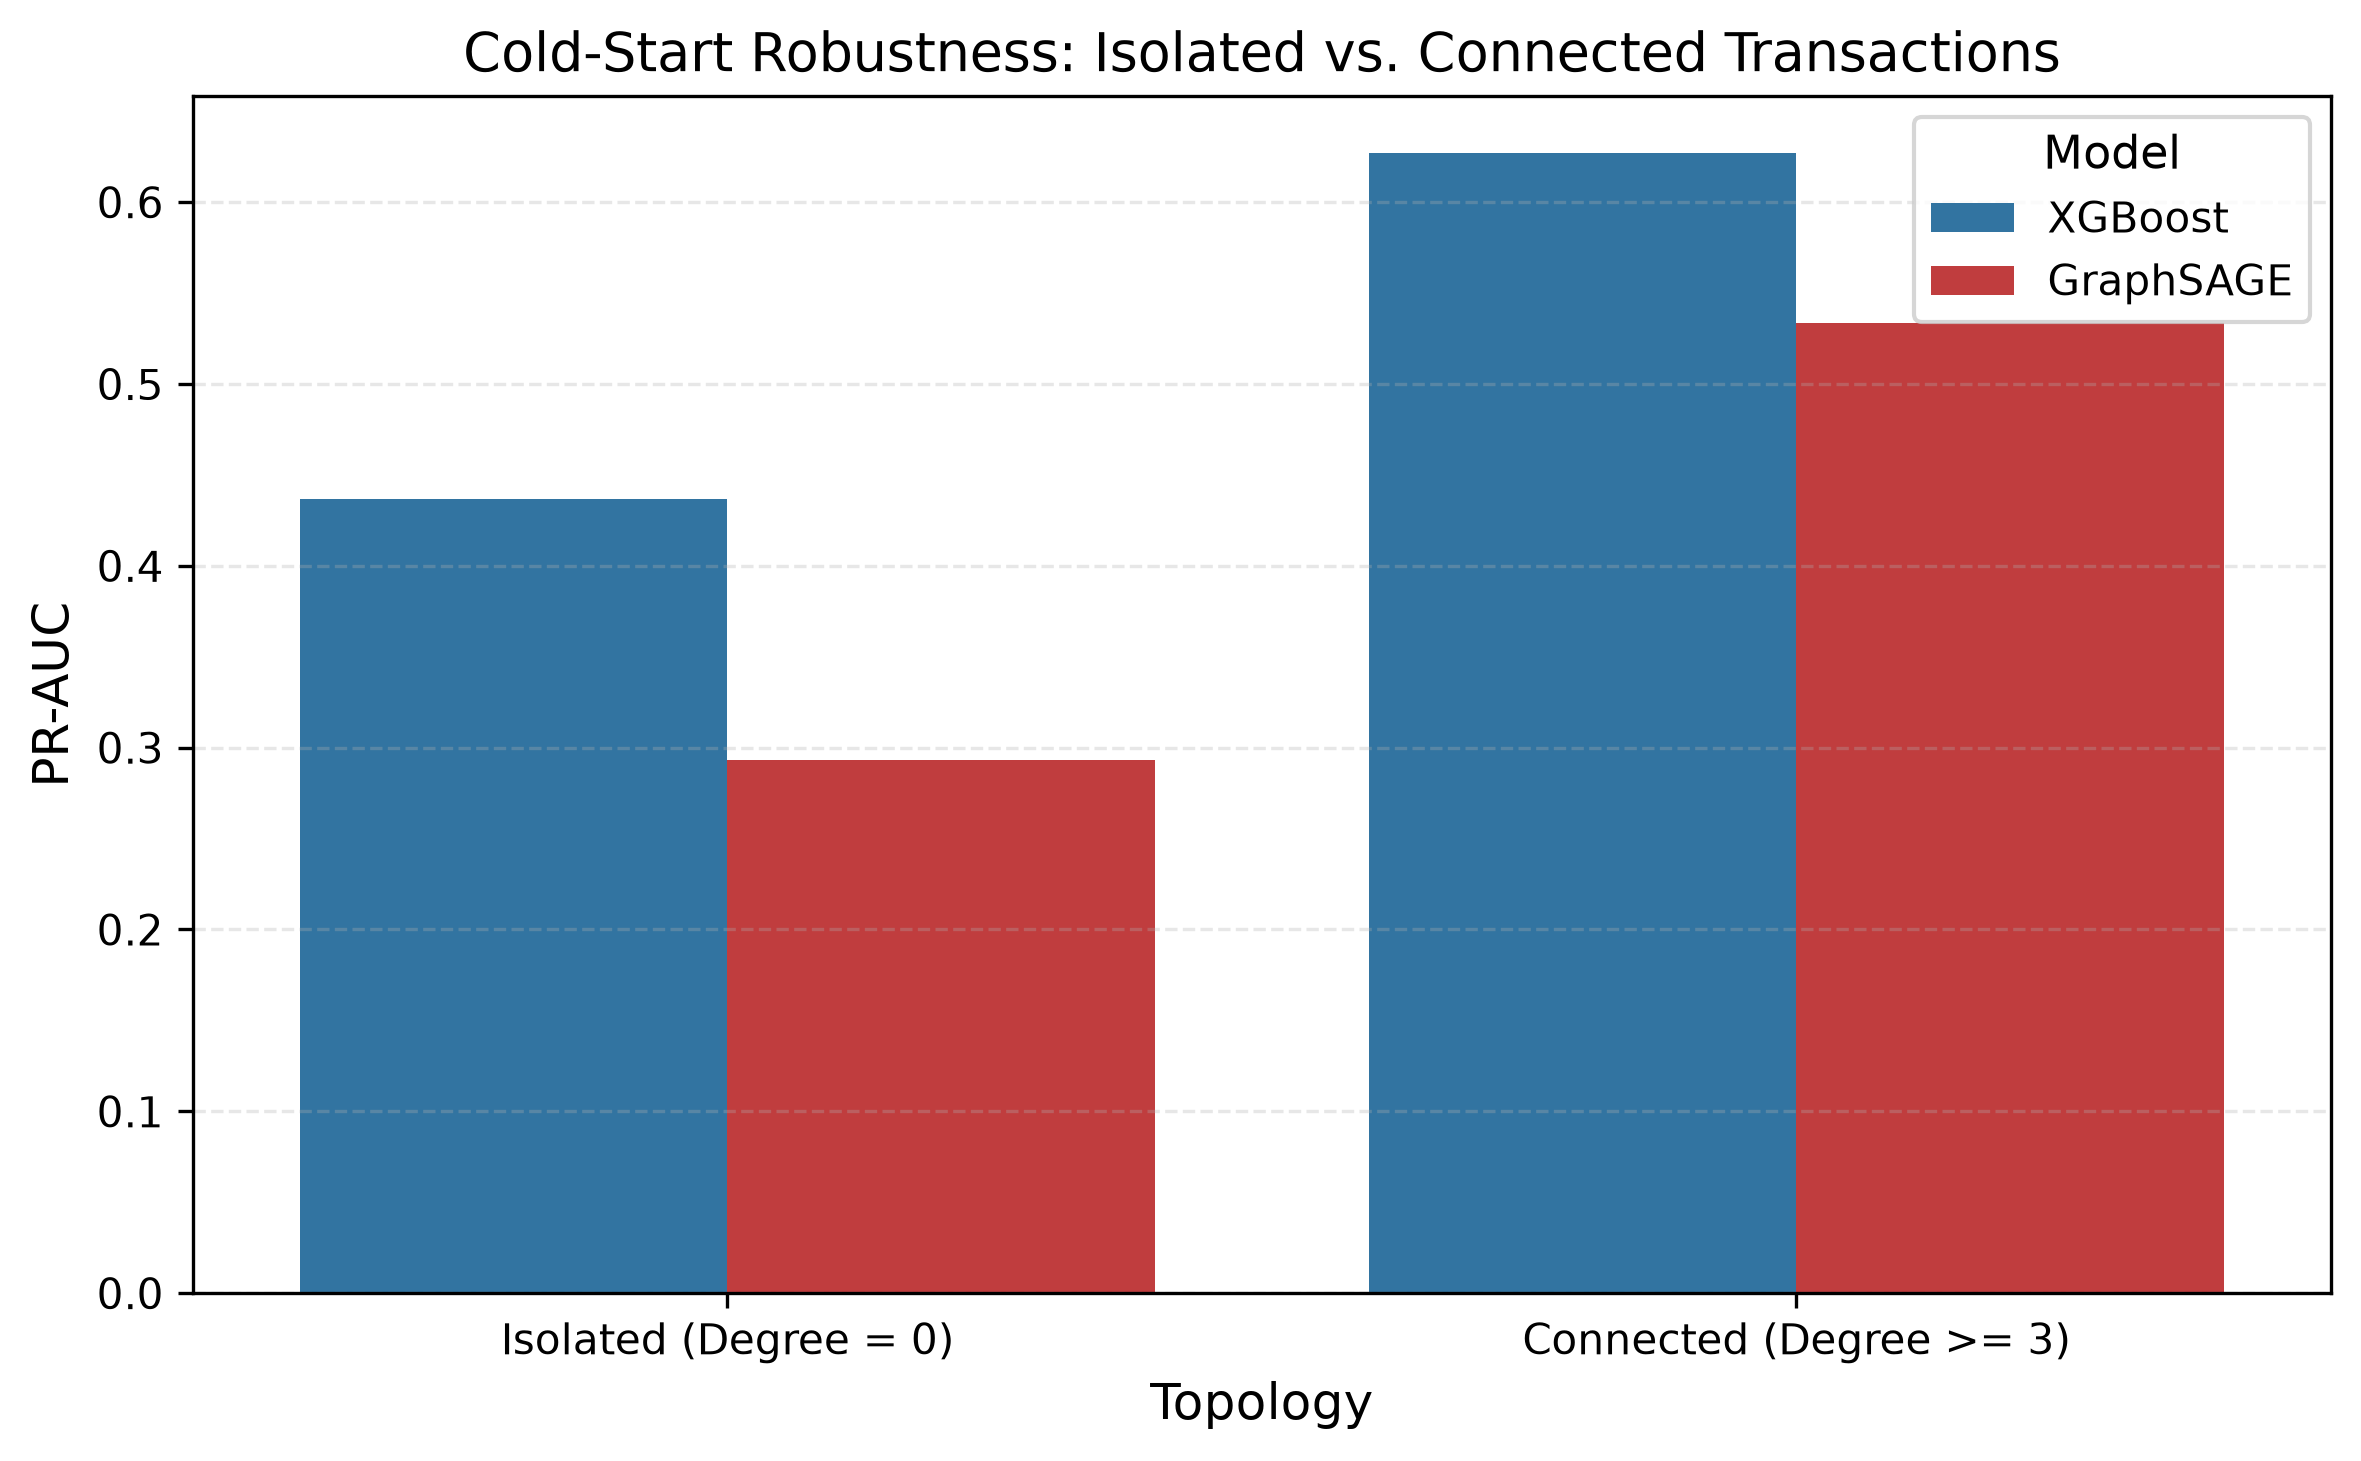 Cold-Start Robustness: Isolated vs. Connected Transactions
Model
XGBoost
GraphSAGE
PR-AUC
0.6
0.5
0.4
0.3
0.2
0.1
0.0
Isolated (Degree = 0)
Connected (Degree >= 3)
Topology